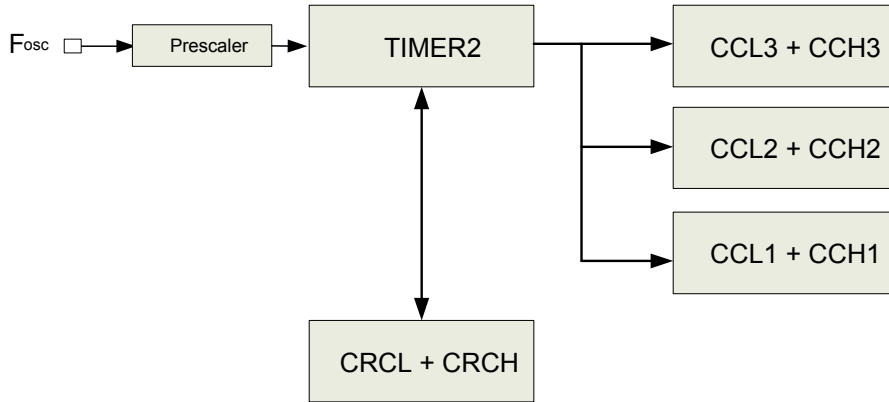 Fosc
Prescaler
TIMER2
CCL3 + CCH3
CCL2 + CCH2
CCL1 + CCH1
CRCL + CRCH